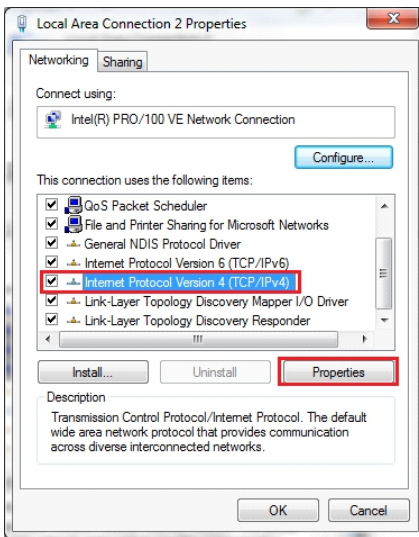 Local Area Connection 2 Properties
Networking
Sharing
Connect using:
Intel(R) PRO/100 VE Network Connection
Configure...
This connection uses the following items:
QoS Packet Scheduler
File and Printer Sharing for Microsoft Networks
General NDIS Protocol Driver
Internet Protocol Version 6 (TCP/IPv6)
Internet Protocol Version 4 (TCP/IPv4)
Link-Layer Topology Discovery Mapper I/O Driver
Link-Layer Topology Discovery Responder
Install...
Uninstall
Properties
Description
Transmission Control Protocol/Internet Protocol. The default
wide area network protocol that provides communication
across diverse interconnected networks.
OK
Cancel